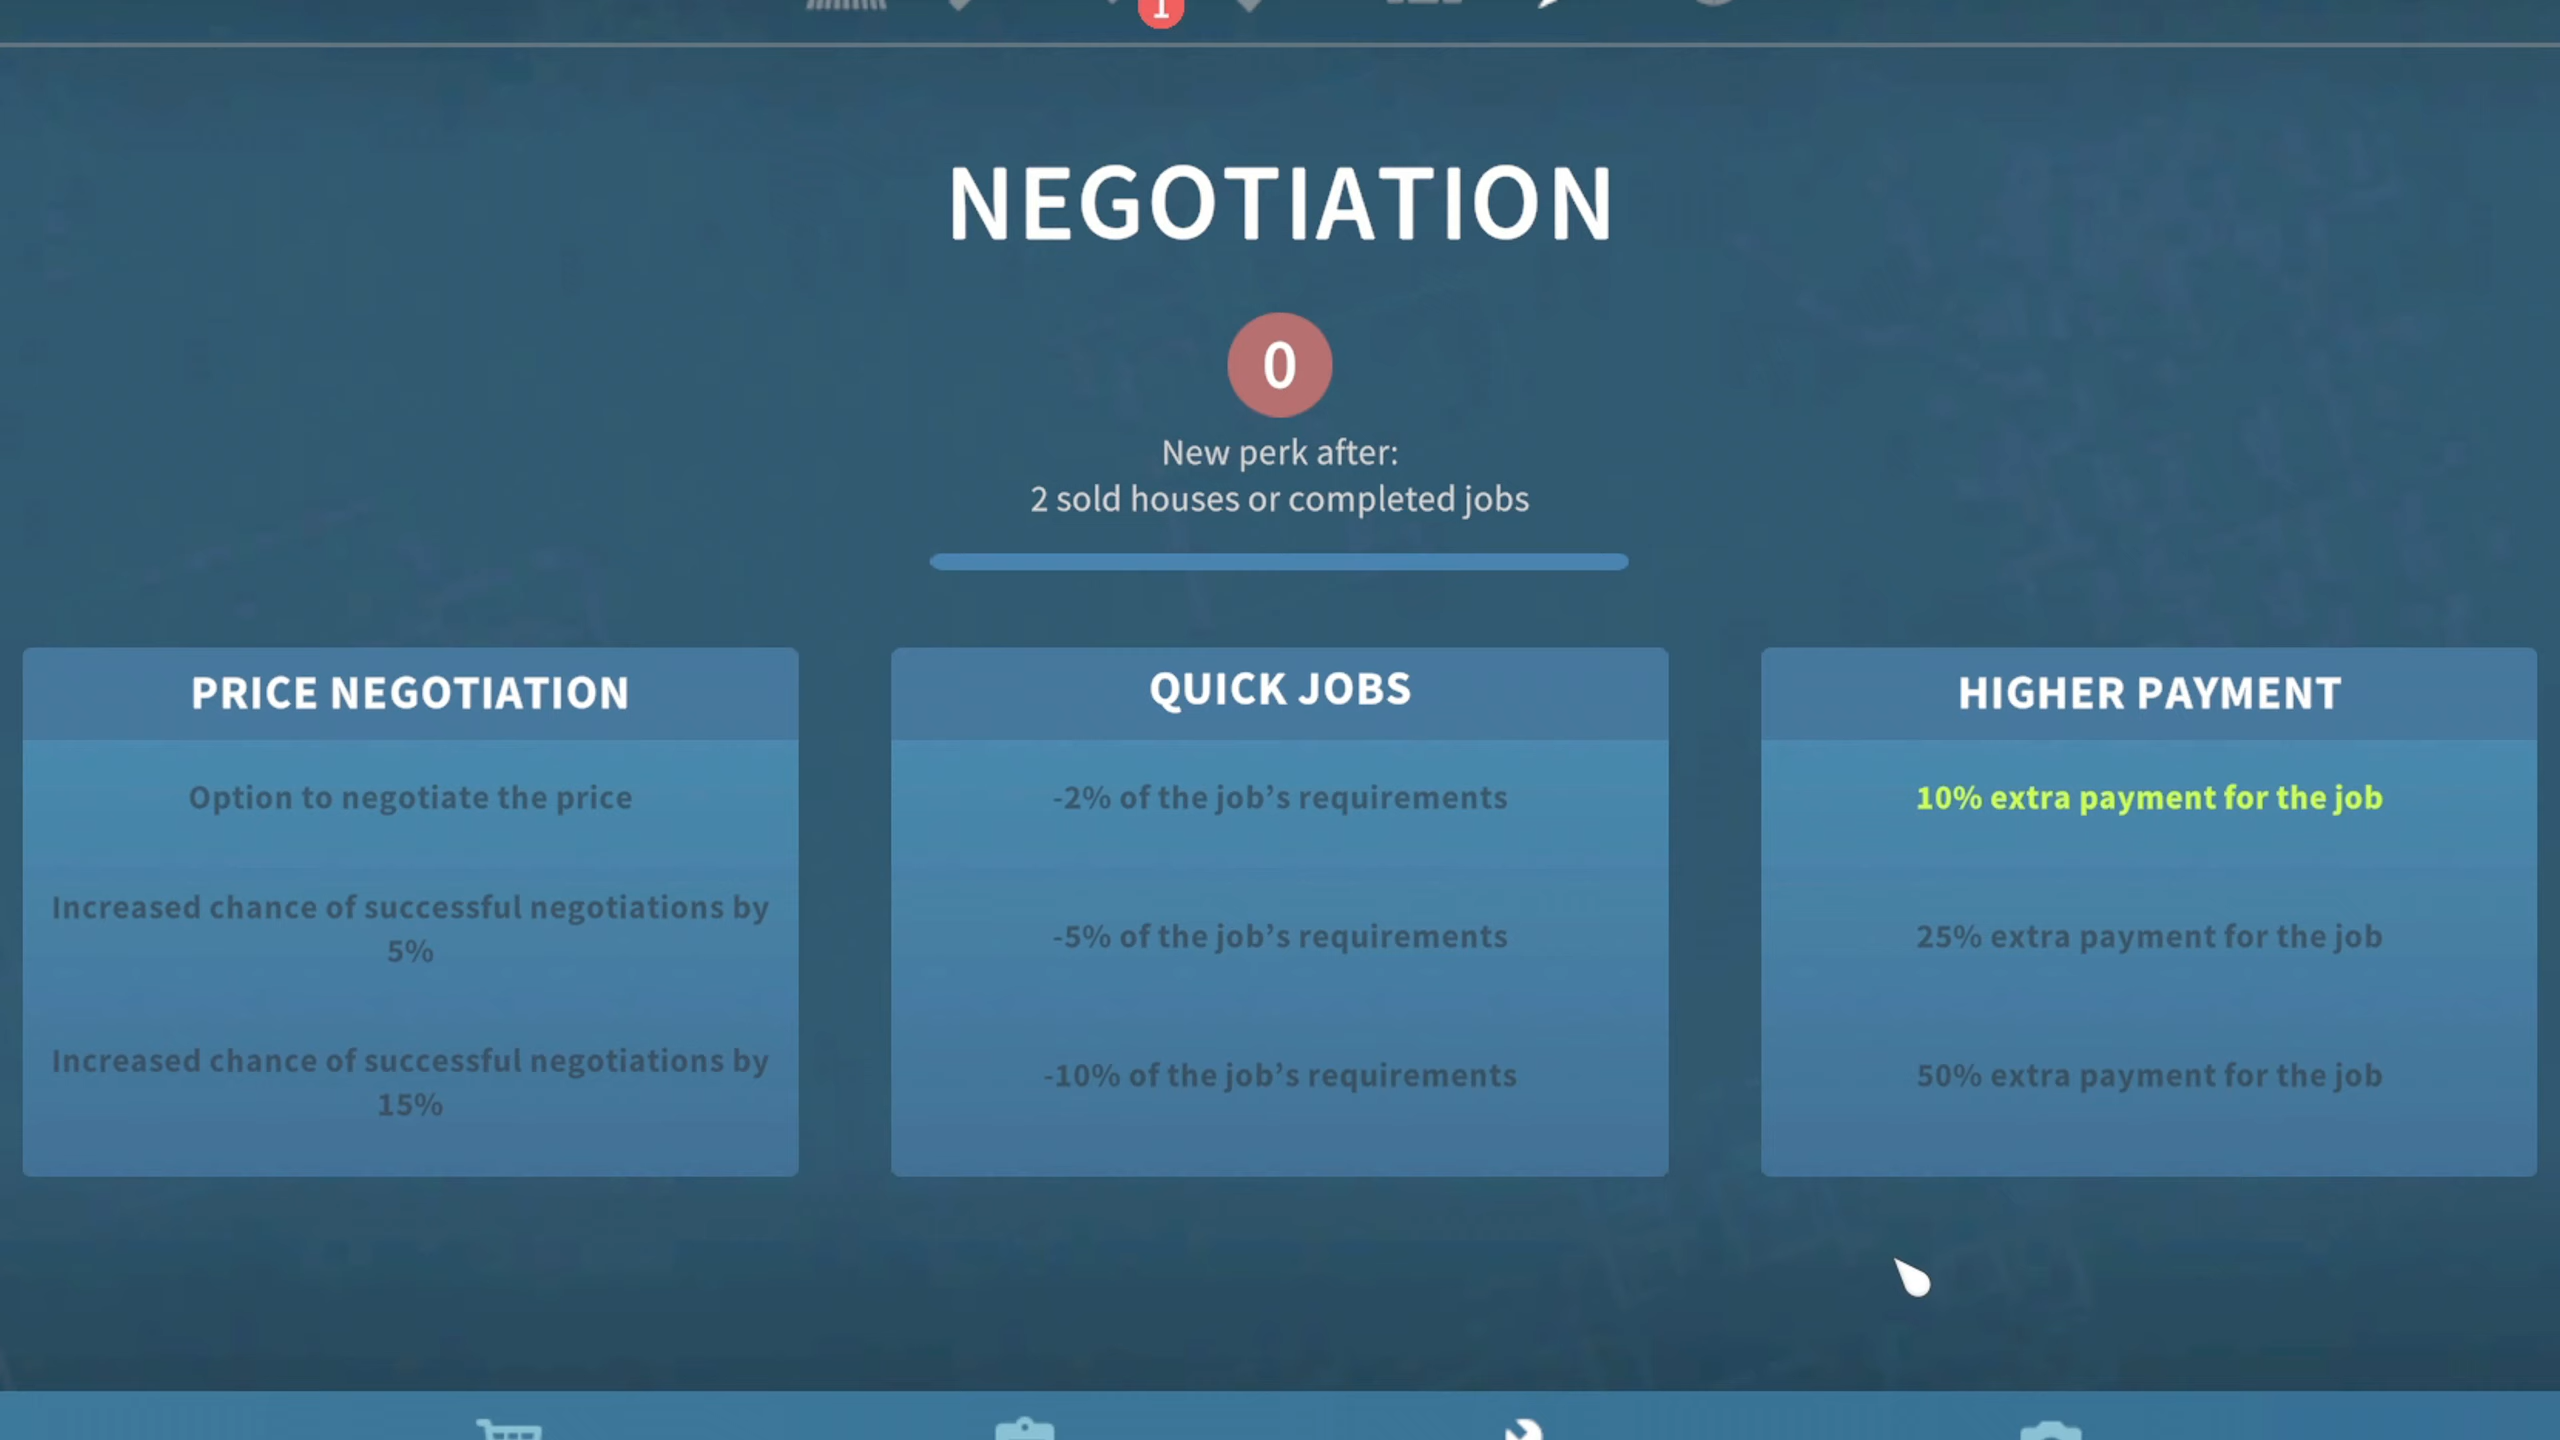 1
NEGOTIATION
0
New perk after:
2 sold houses or completed jobs
PRICE NEGOTIATION
Option to negotiate the price
Increased chance of successful negotiations by
5%
Increased chance of successful negotiations by
15%
QUICK JOBS
-2% of the job’s requirements
-5% of the job’s requirements
-10% of the job’s requirements
HIGHER PAYMENT
10% extra payment for the job
25% extra payment for the job
50% extra payment for the job